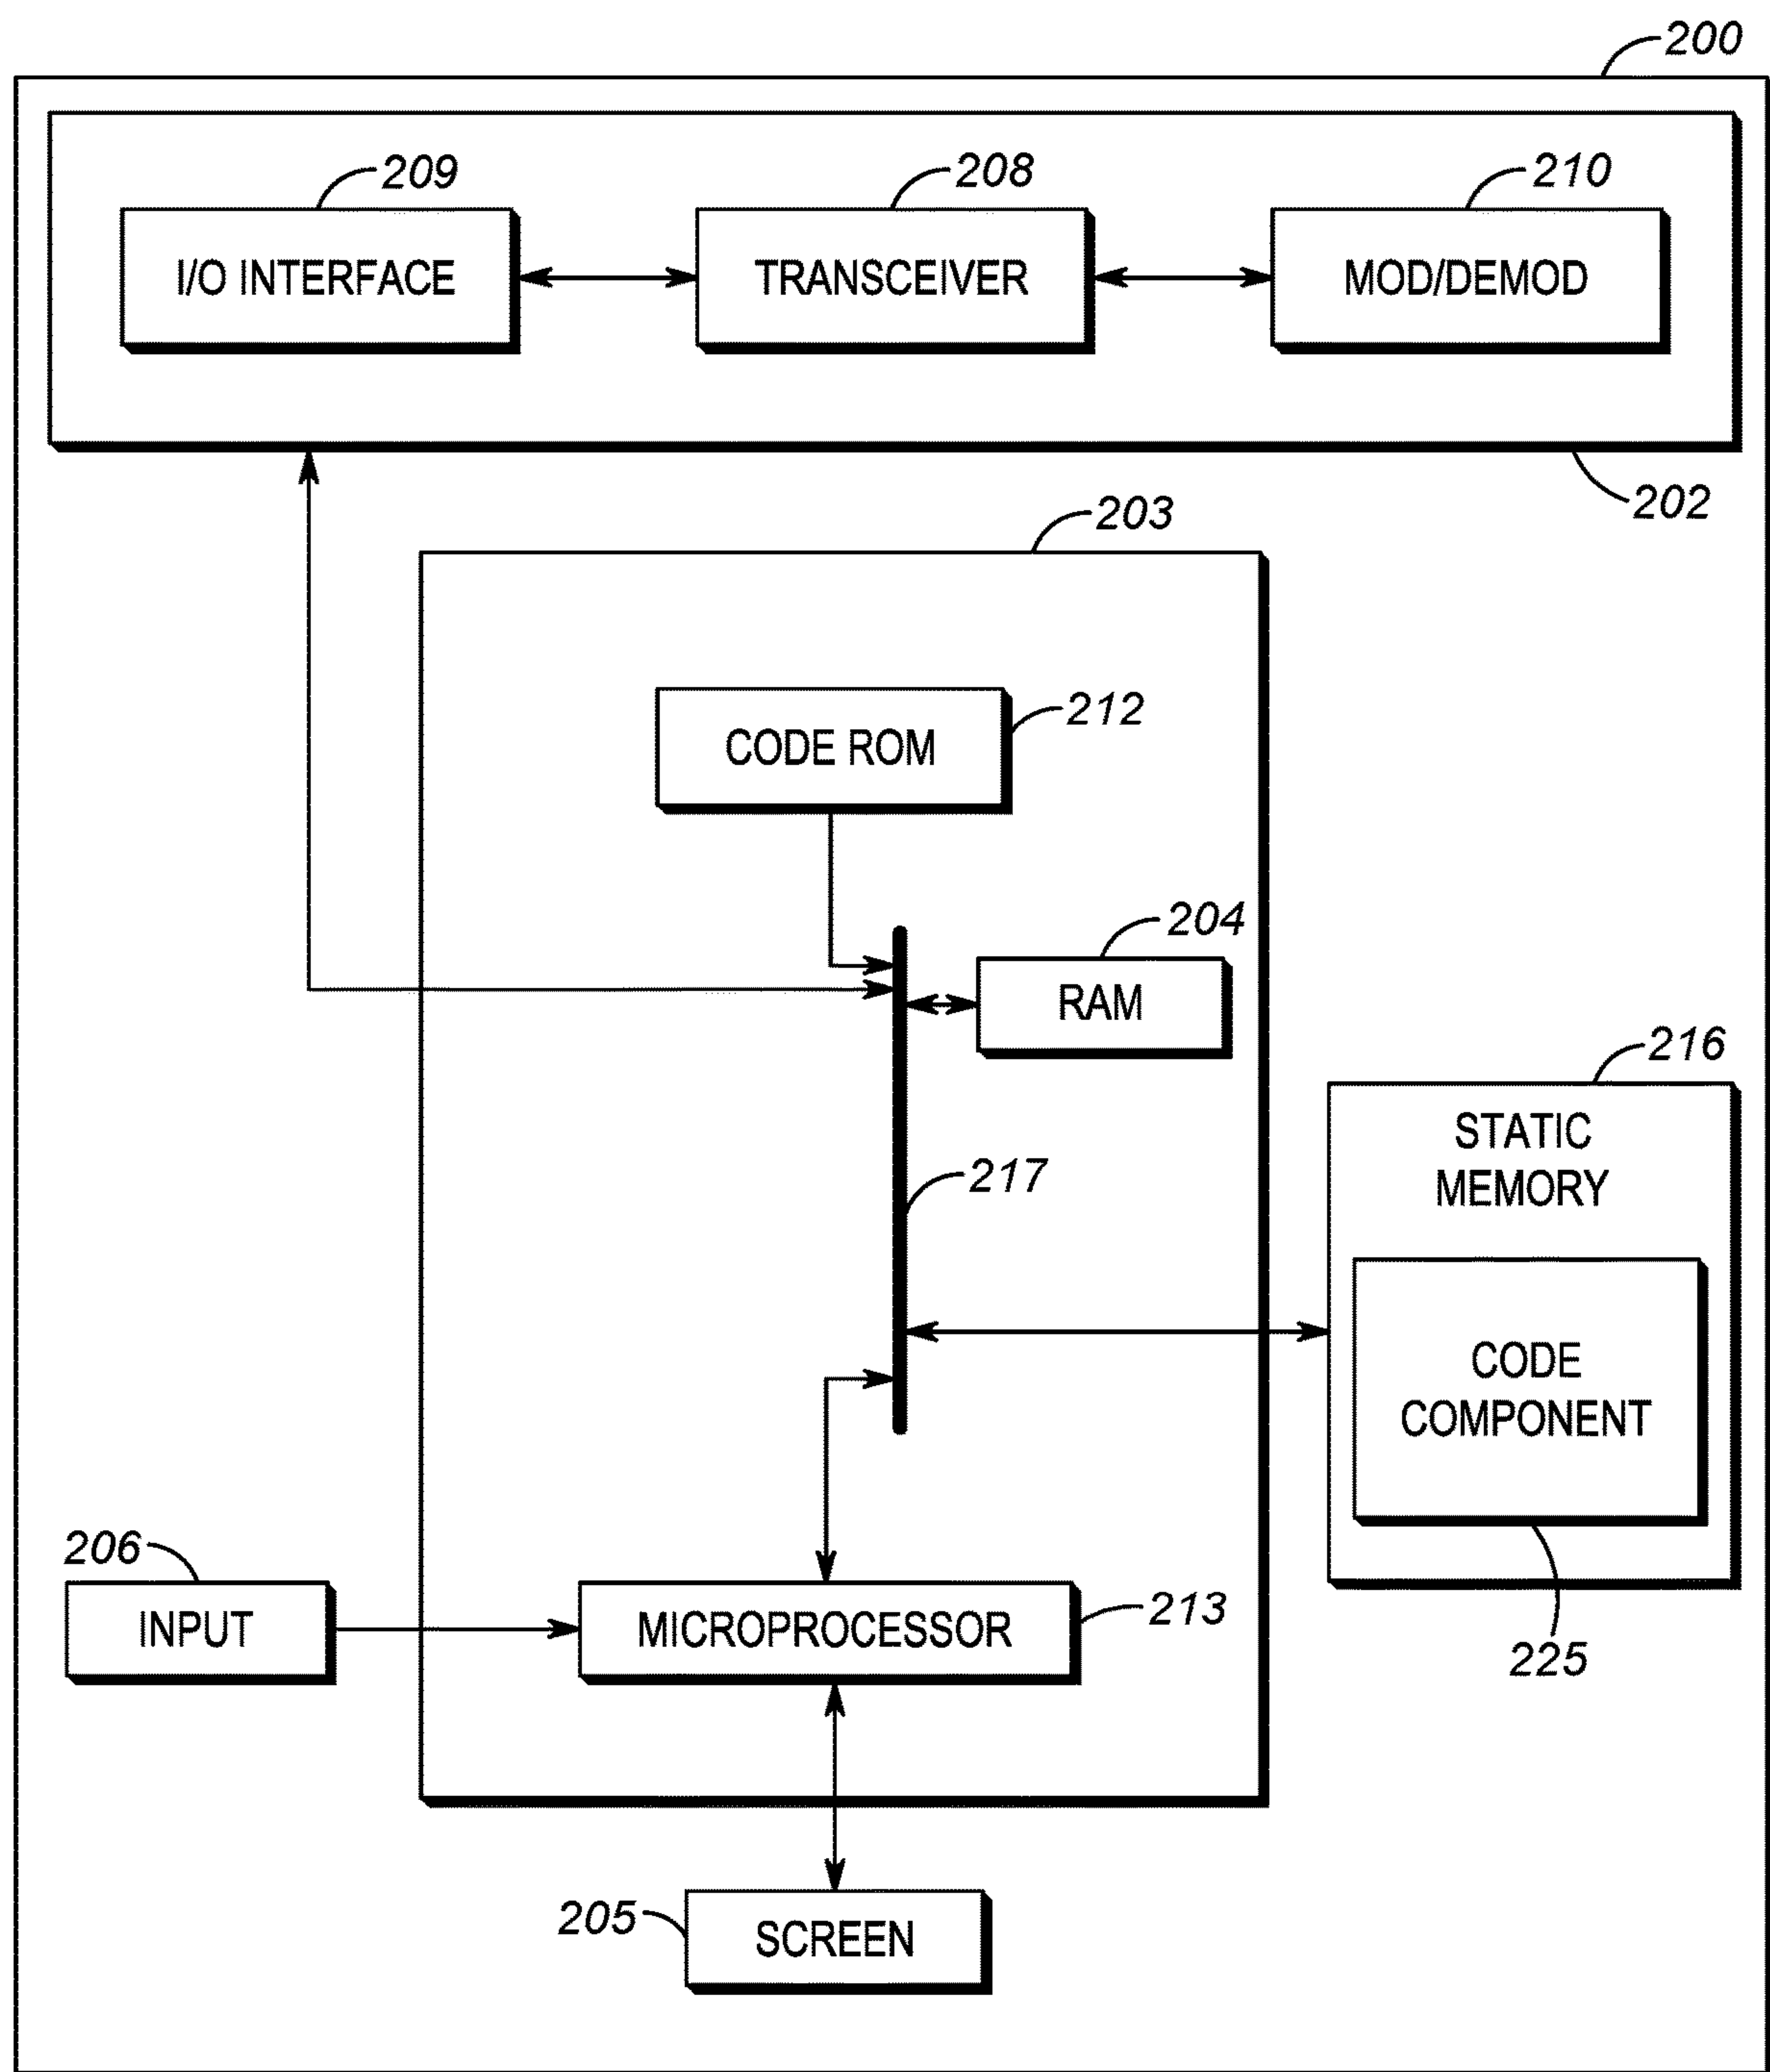 200
209
208
210
I/O INTERFACE
TRANSCEIVER
MOD/DEMOD
202
203
212
CODE ROM
204
RAM
216
STATIC
MEMORY
217
CODE
COMPONENT
206
INPUT
MICROPROCESSOR
213
225
205
SCREEN